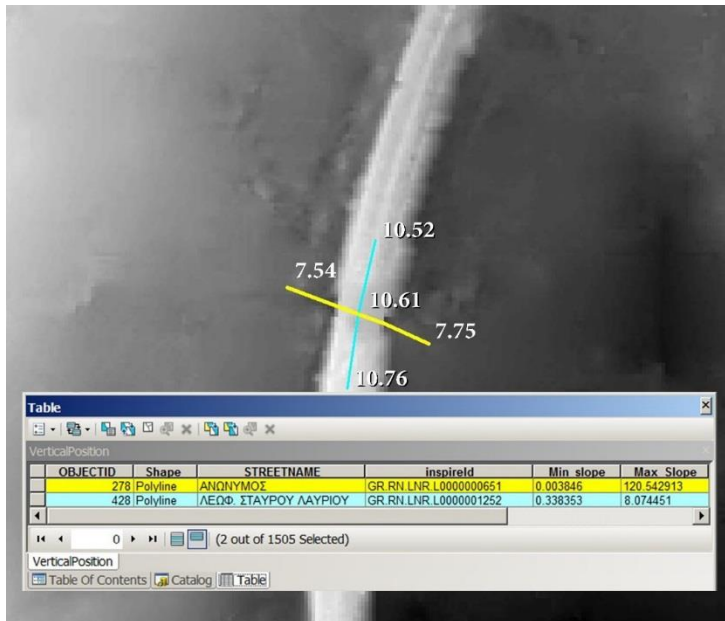 10.52
7.54
10.61
7.75
10.76
Table
VerticalPosition
OBJECTID Shape STREETNAME inspireId Min_slope Max_Slope
278 Polyline ΑΝΩΝΥΜΟΣ GR.RN.LNR.L0000000651 0.003846 120.542913
428 Polyline ΛΕΩΦ. ΣΤΑΥΡΟΥ ΛΑΥΡΙΟΥ GR.RN.LNR.L0000001252 0.338353 8.074451
0 (2 out of 1505 Selected)
VerticalPosition
Table Of Contents Catalog Table